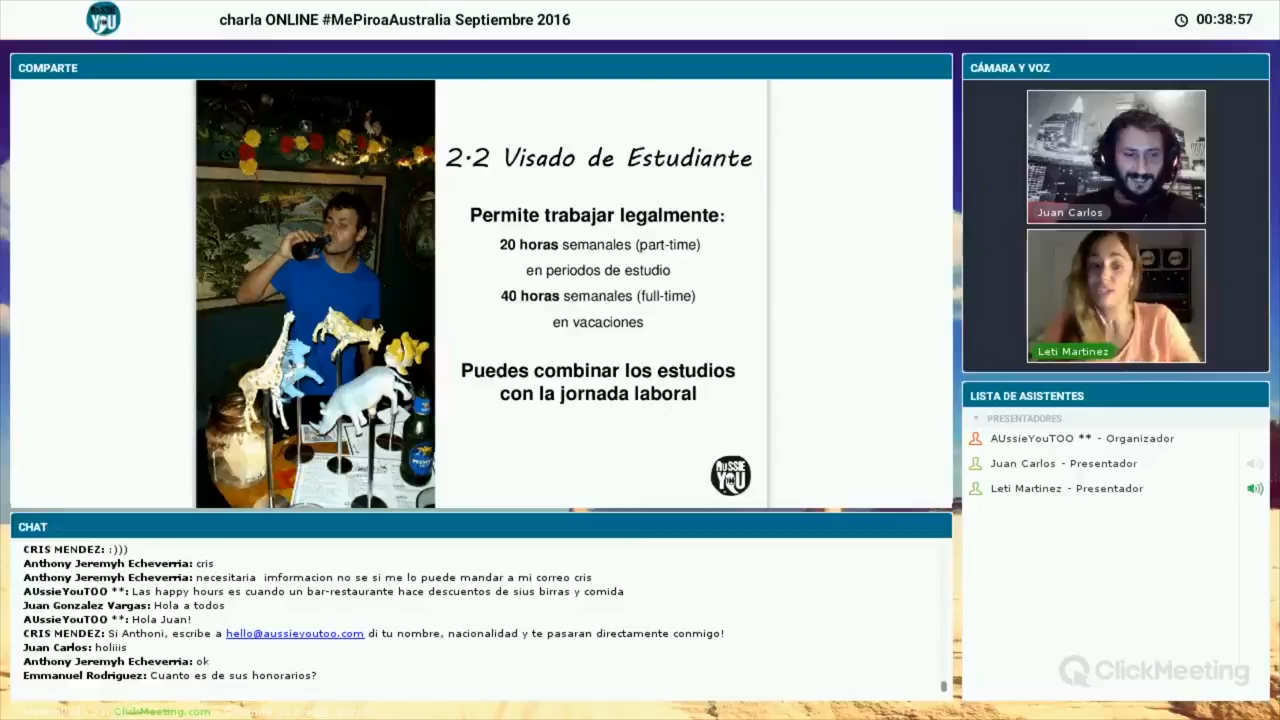 AUSSIE
YOU
charla ONLINE #MePiroaAustralia Septiembre 2016
00:38:57
COMPARTE
2.2 Visado de Estudiante
Permite trabajar legalmente:
20 horas semanales (part-time)
en periodos de estudio
40 horas semanales (full-time)
en vacaciones
Puedes combinar los estudios
con la jornada laboral
AUSSIE
YOU
CÁMARA Y VOZ
Juan Carlos
Leti Martinez
LISTA DE ASISTENTES
PRESENTADORES
AUssieYouTOO ** - Organizador
Juan Carlos - Presentador
Leti Martinez - Presentador
CHAT
CRIS MENDEZ: :)))
Anthony Jeremyh Echeverria: cris
Anthony Jeremyh Echeverria: necesitaria imformacion no se si me lo puede mandar a mi correo cris
AUssieYouTOO **: Las happy hours es cuando un bar-restaurante hace descuentos de sius birras y comida
Juan Gonzalez Vargas: Hola a todos
AUssieYouTOO **: Hola Juan!
CRIS MENDEZ: Si Anthoni, escribe a hello@aussieyoutoo.com di tu nombre, nacionalidad y te pasaran directamente conmigo!
Juan Carlos: holiiis
Anthony Jeremyh Echeverria: ok
Emmanuel Rodriguez: Cuanto es de sus honorarios?
ClickMeeting
ClickMeeting.com